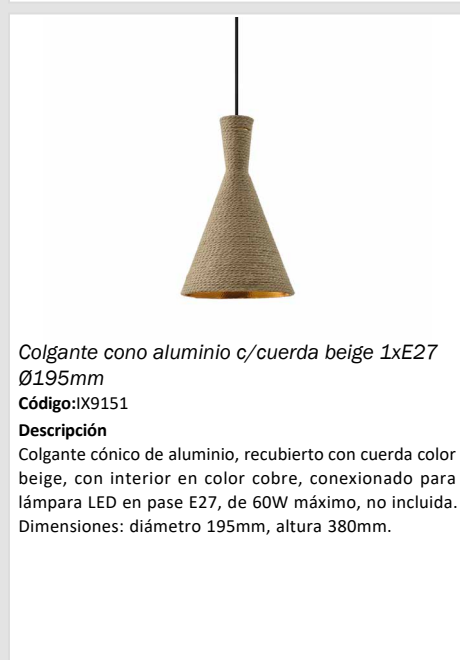 Colgante cono aluminio c/cuerda beige 1xE27
Ø195mm
Código:IX9151
Descripción
Colgante cónico de aluminio, recubierto con cuerda color
beige, con interior en color cobre, conexionado para
lámpara LED en pase E27, de 60W máximo, no incluida.
Dimensiones: diámetro 195mm, altura 380mm.